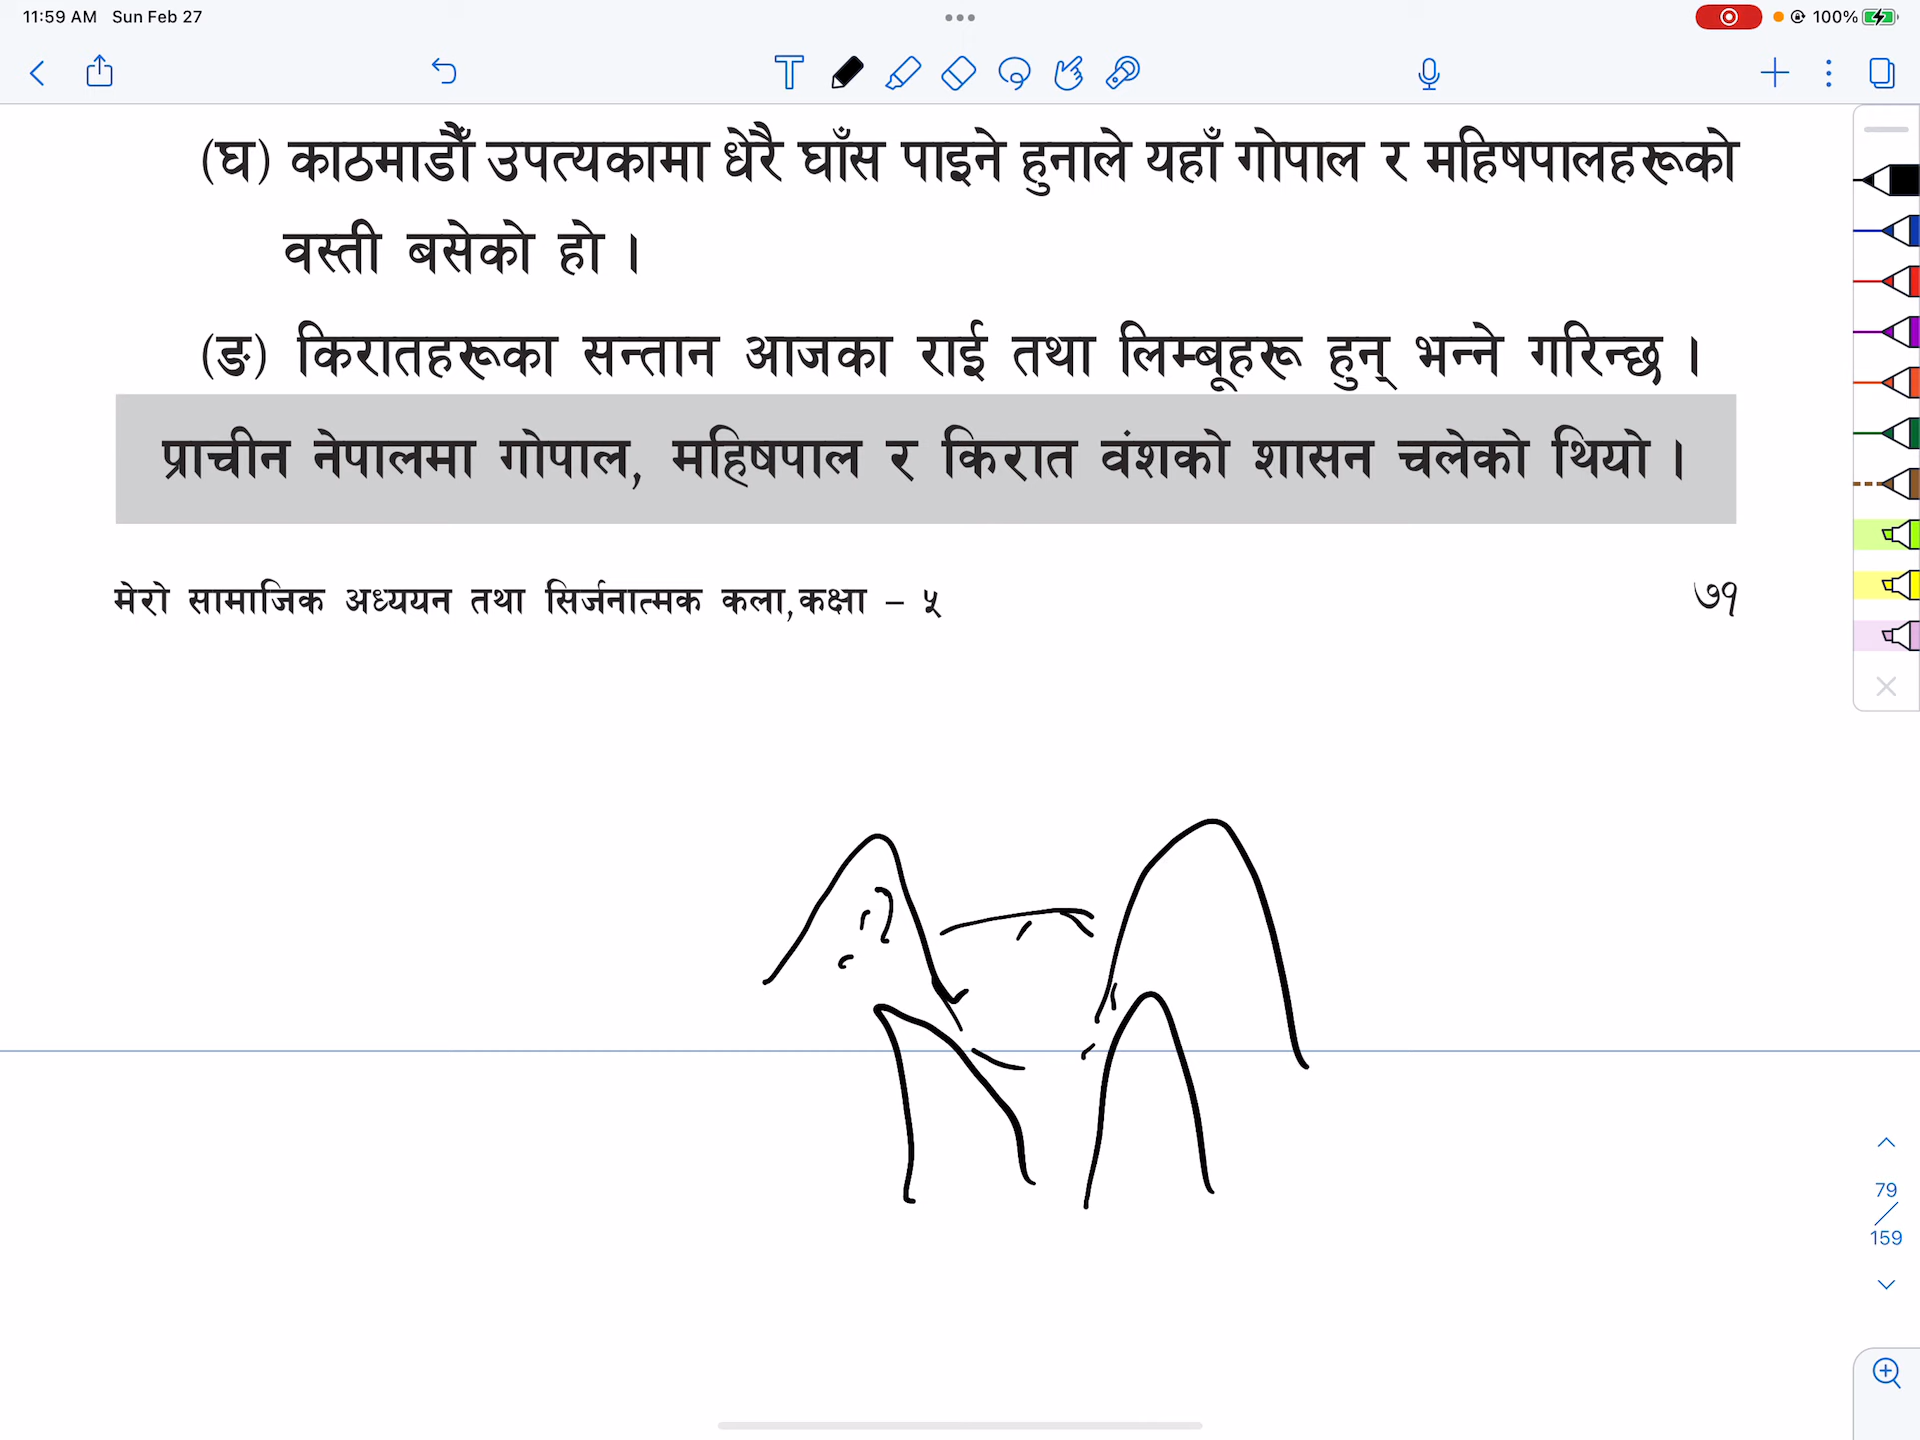 11:59 AM Sun Feb 27
100%
(घ) काठमाडौँ उपत्यकामा धेरै घाँस पाइने हुनाले यहाँ गोपाल र महिषपालहरूको
वस्ती बसेको हो ।
(ङ) किरातहरूका सन्तान आजका राई तथा लिम्बूहरू हुन् भन्ने गरिन्छ ।
प्राचीन नेपालमा गोपाल, महिषपाल र किरात वंशको शासन चलेको थियो ।
मेरो सामाजिक अध्ययन तथा सिर्जनात्मक कला,कक्षा – ५ ७१
79
159